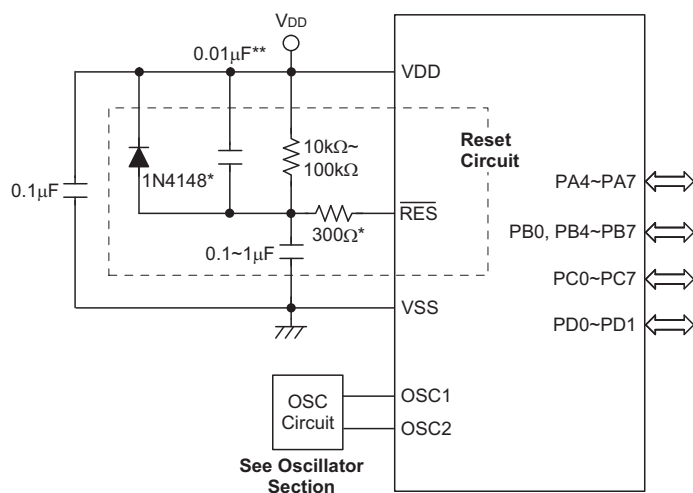 VDD
0.01µF**
VDD
Reset
Circuit
10kΩ~
100kΩ
1N4148*
0.1µF
PA4~PA7
RES
300Ω*
PB0, PB4~PB7
0.1~1µF
PC0~PC7
VSS
PD0~PD1
OSC
Circuit
OSC1
OSC2
See Oscillator
Section